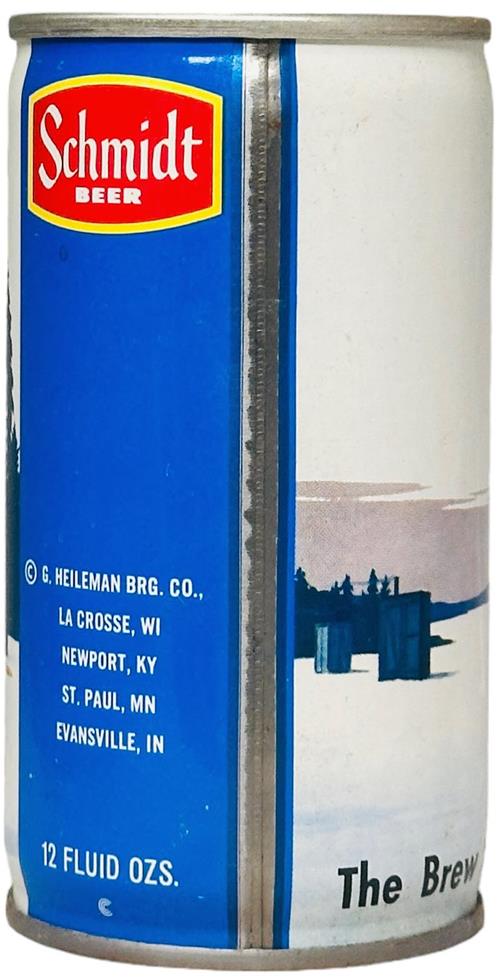 Schmidt
BEER
© G. HEILEMAN BRG. CO.,
LA CROSSE, WI
NEWPORT, KY
ST. PAUL, MN
EVANSVILLE, IN
12 FLUID OZS.
C
The Brew